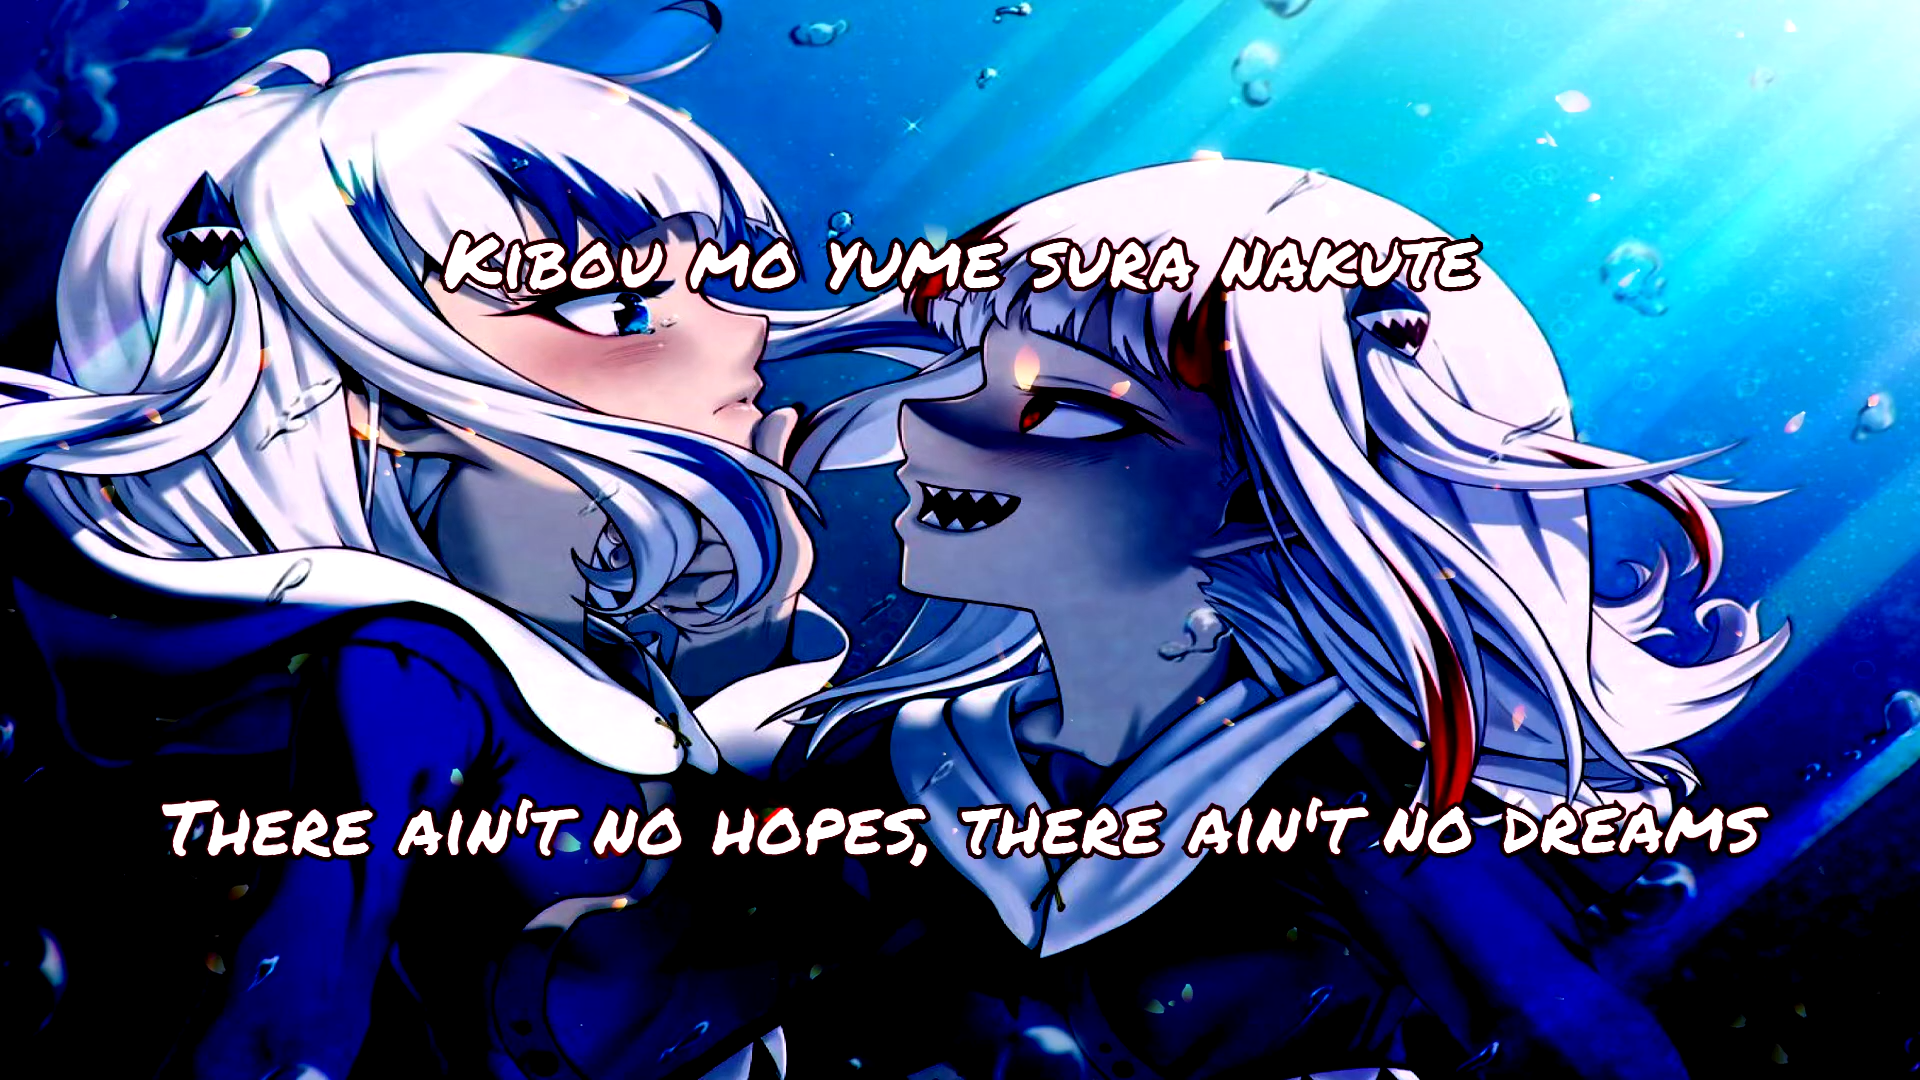 Kibou mo yume sura nakute
There ain't no hopes, there ain't no dreams